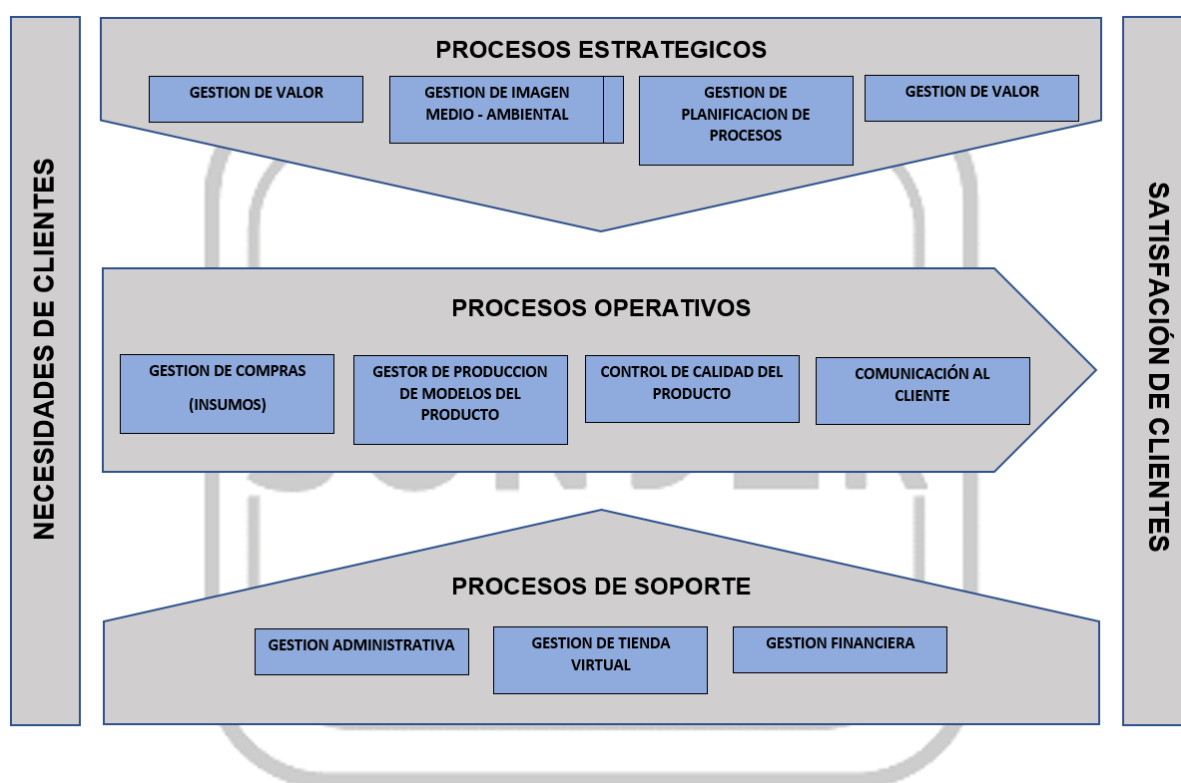 NECESIDADES DE CLIENTES
PROCESOS ESTRATEGICOS
GESTION DE VALOR
GESTION DE IMAGEN
MEDIO - AMBIENTAL
GESTION DE
PLANIFICACION DE
PROCESOS
GESTION DE VALOR
PROCESOS OPERATIVOS
GESTION DE COMPRAS
(INSUMOS)
GESTOR DE PRODUCCION
DE MODELOS DEL
PRODUCTO
CONTROL DE CALIDAD DEL
PRODUCTO
COMUNICACIÓN AL
CLIENTE
PROCESOS DE SOPORTE
GESTION ADMINISTRATIVA
GESTION DE TIENDA
VIRTUAL
GESTION FINANCIERA
SATISFACIÓN DE CLIENTES